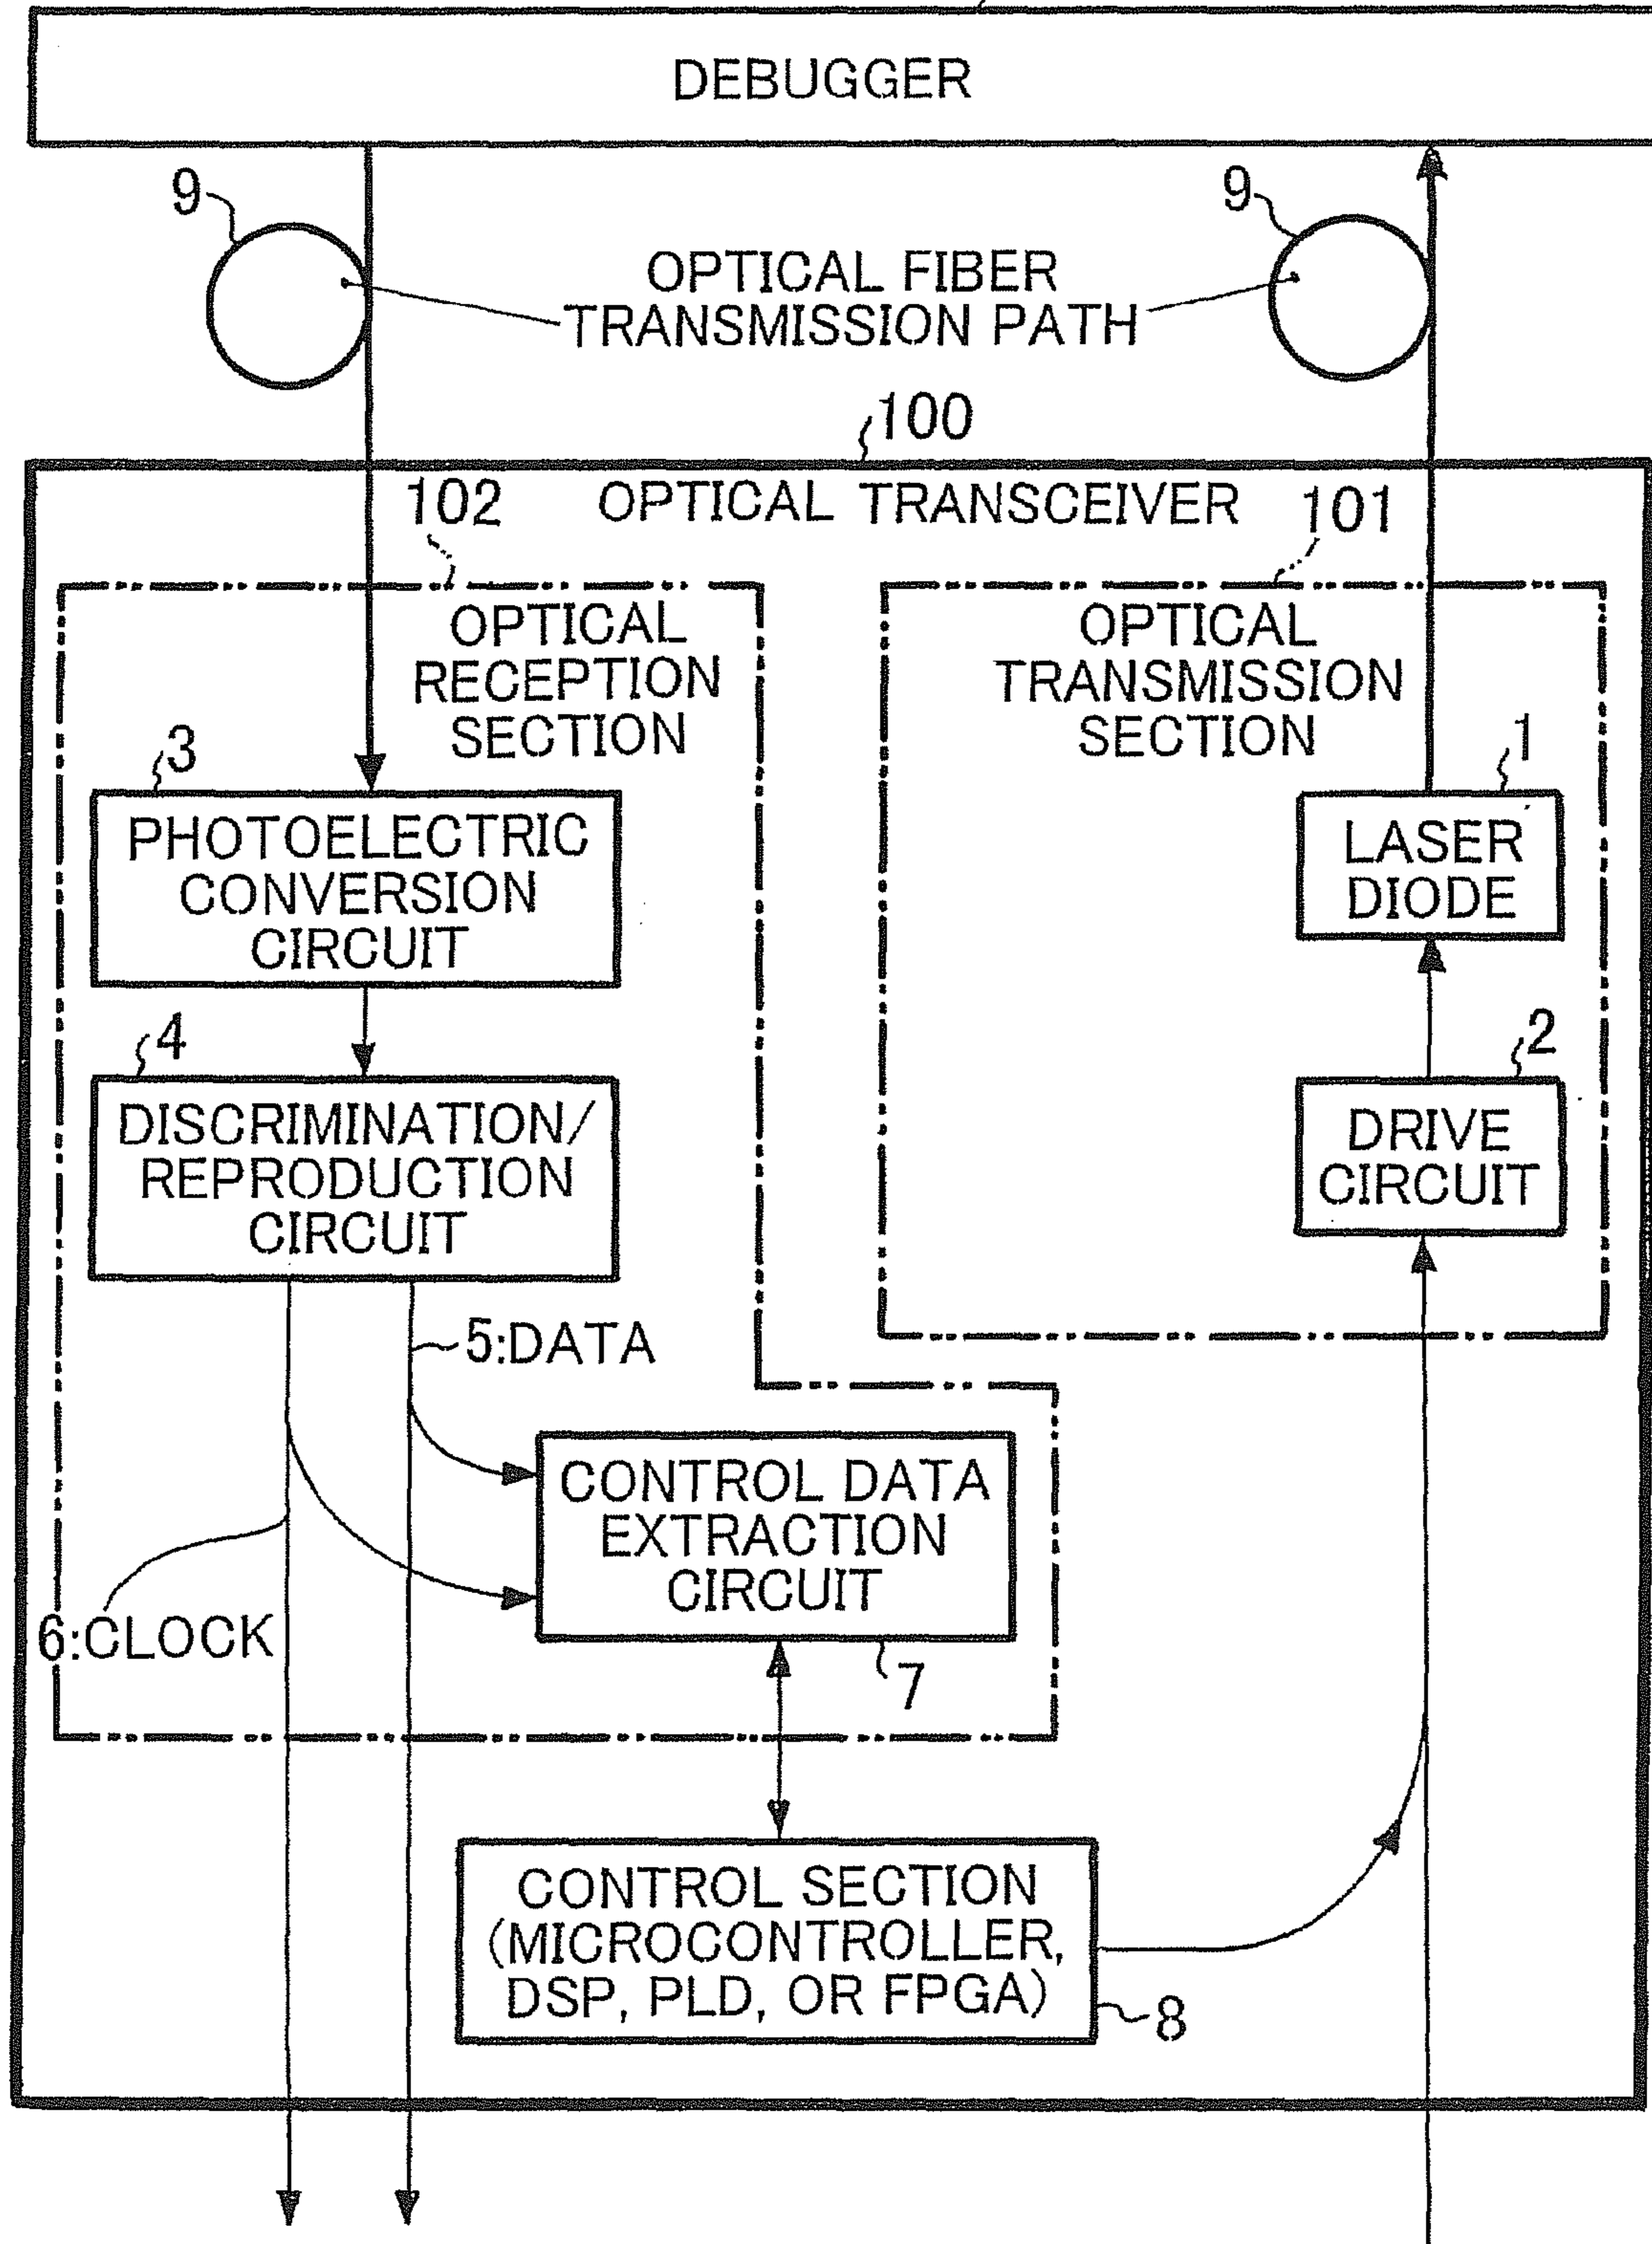 DEBUGGER
9
9
OPTICAL FIBER
TRANSMISSION PATH
100
OPTICAL TRANSCEIVER
102
101
OPTICAL
RECEPTION
SECTION
OPTICAL
TRANSMISSION
SECTION
3
PHOTOELECTRIC
CONVERSION
CIRCUIT
1
LASER
DIODE
4
DISCRIMINATION/
REPRODUCTION
CIRCUIT
2
DRIVE
CIRCUIT
5:DATA
CONTROL DATA
EXTRACTION
CIRCUIT
6:CLOCK
7
CONTROL SECTION
(MICROCONTROLLER,
DSP, PLD, OR FPGA)
8